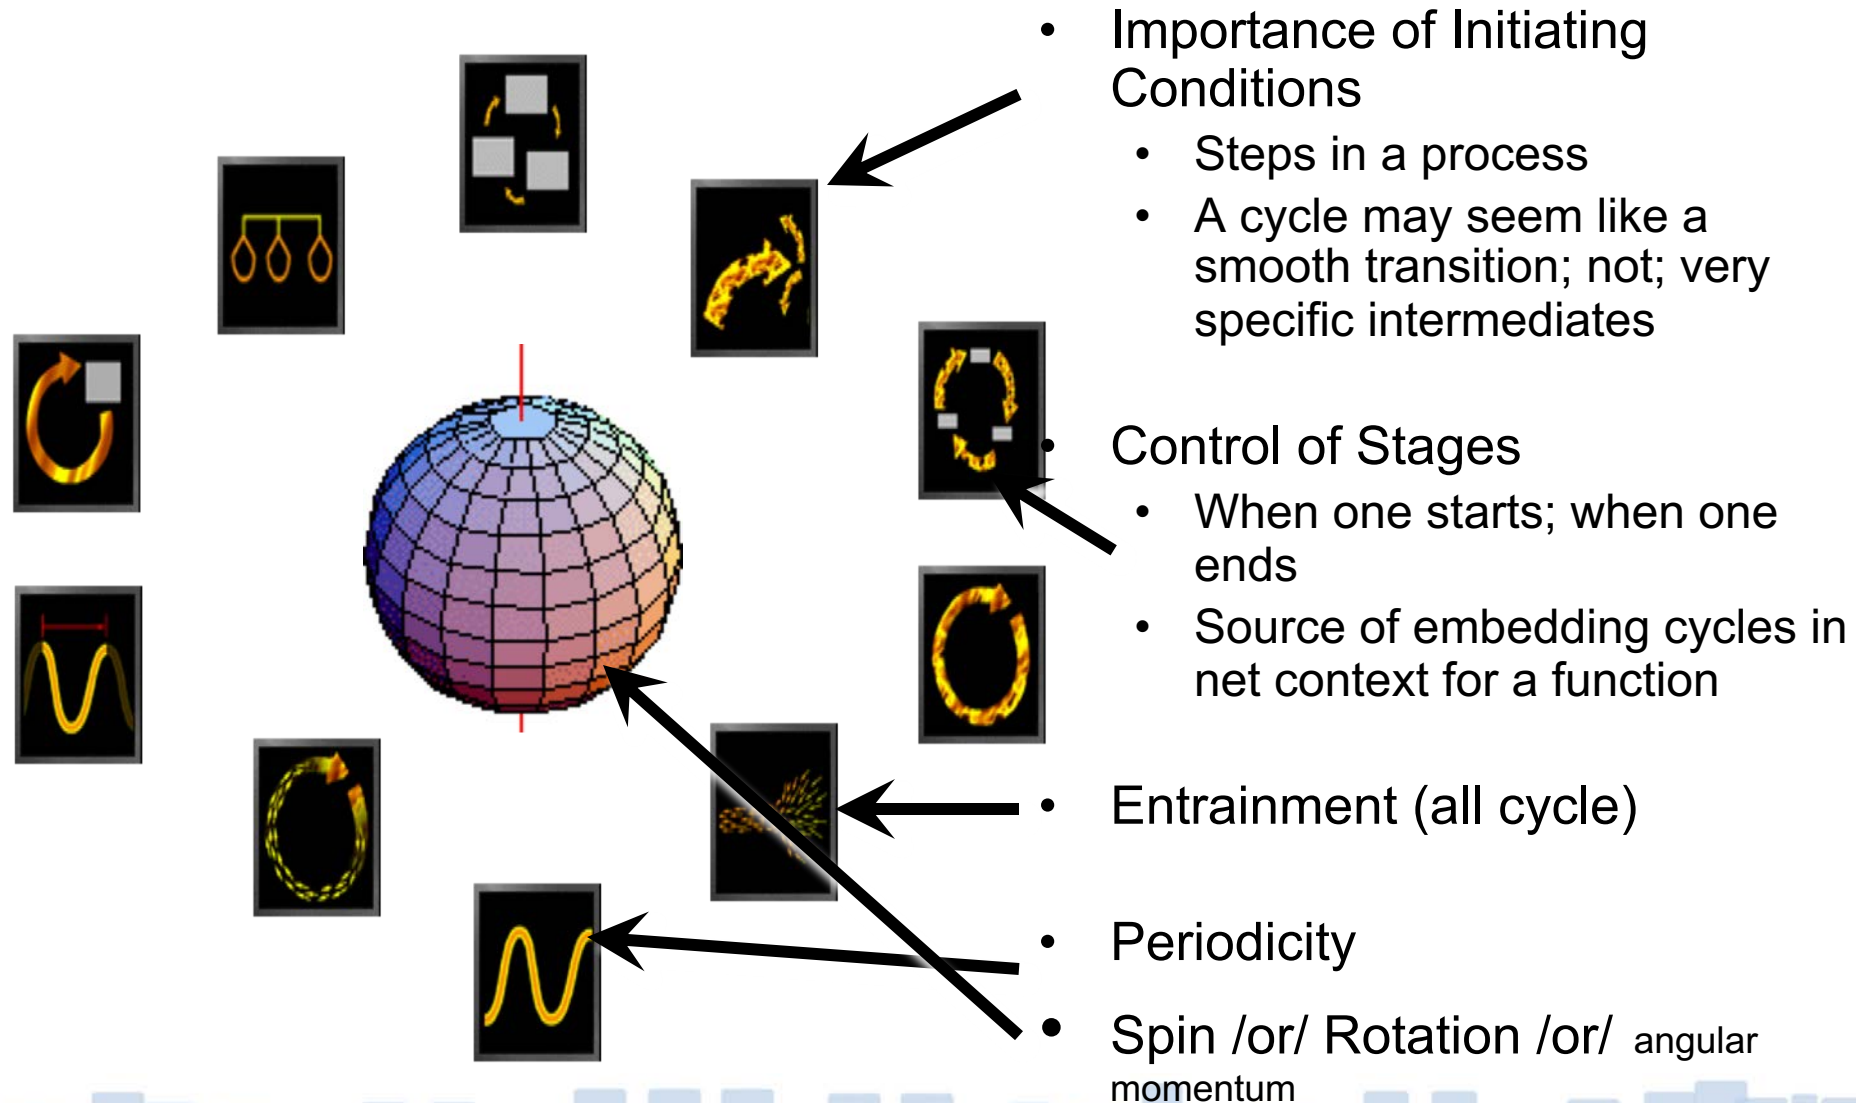 • Importance of Initiating
Conditions
• Steps in a process
• A cycle may seem like a
smooth transition; not; very
specific intermediates
• Control of Stages
• When one starts; when one
ends
• Source of embedding cycles in
net context for a function
• Entrainment (all cycle)
• Periodicity
• Spin /or/ Rotation /or/ angular
momentum